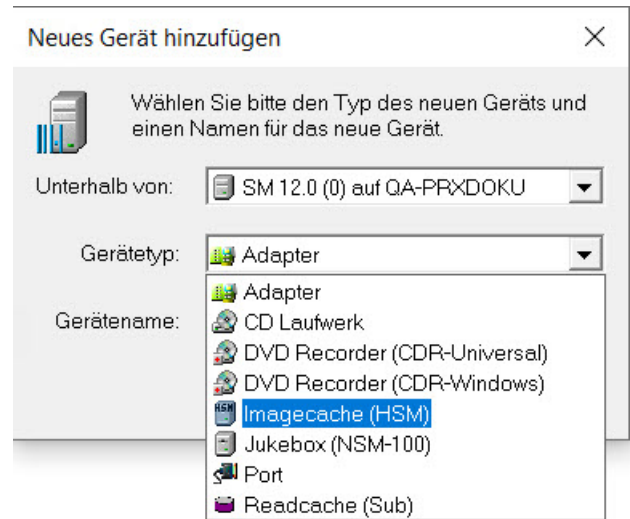 Neues Gerät hinzufügen
Wählen Sie bitte den Typ des neuen Geräts und
einen Namen für das neue Gerät.
Unterhalb von: SM 12.0 (0) auf QA-PRXDOKU
Gerätetyp: Adapter
Adapter
Gerätename: CD Laufwerk
DVD Recorder (CDR-Universal)
DVD Recorder (CDR-Windows)
HSM Imagecache (HSM)
Jukebox (NSM-100)
Port
Readcache (Sub)